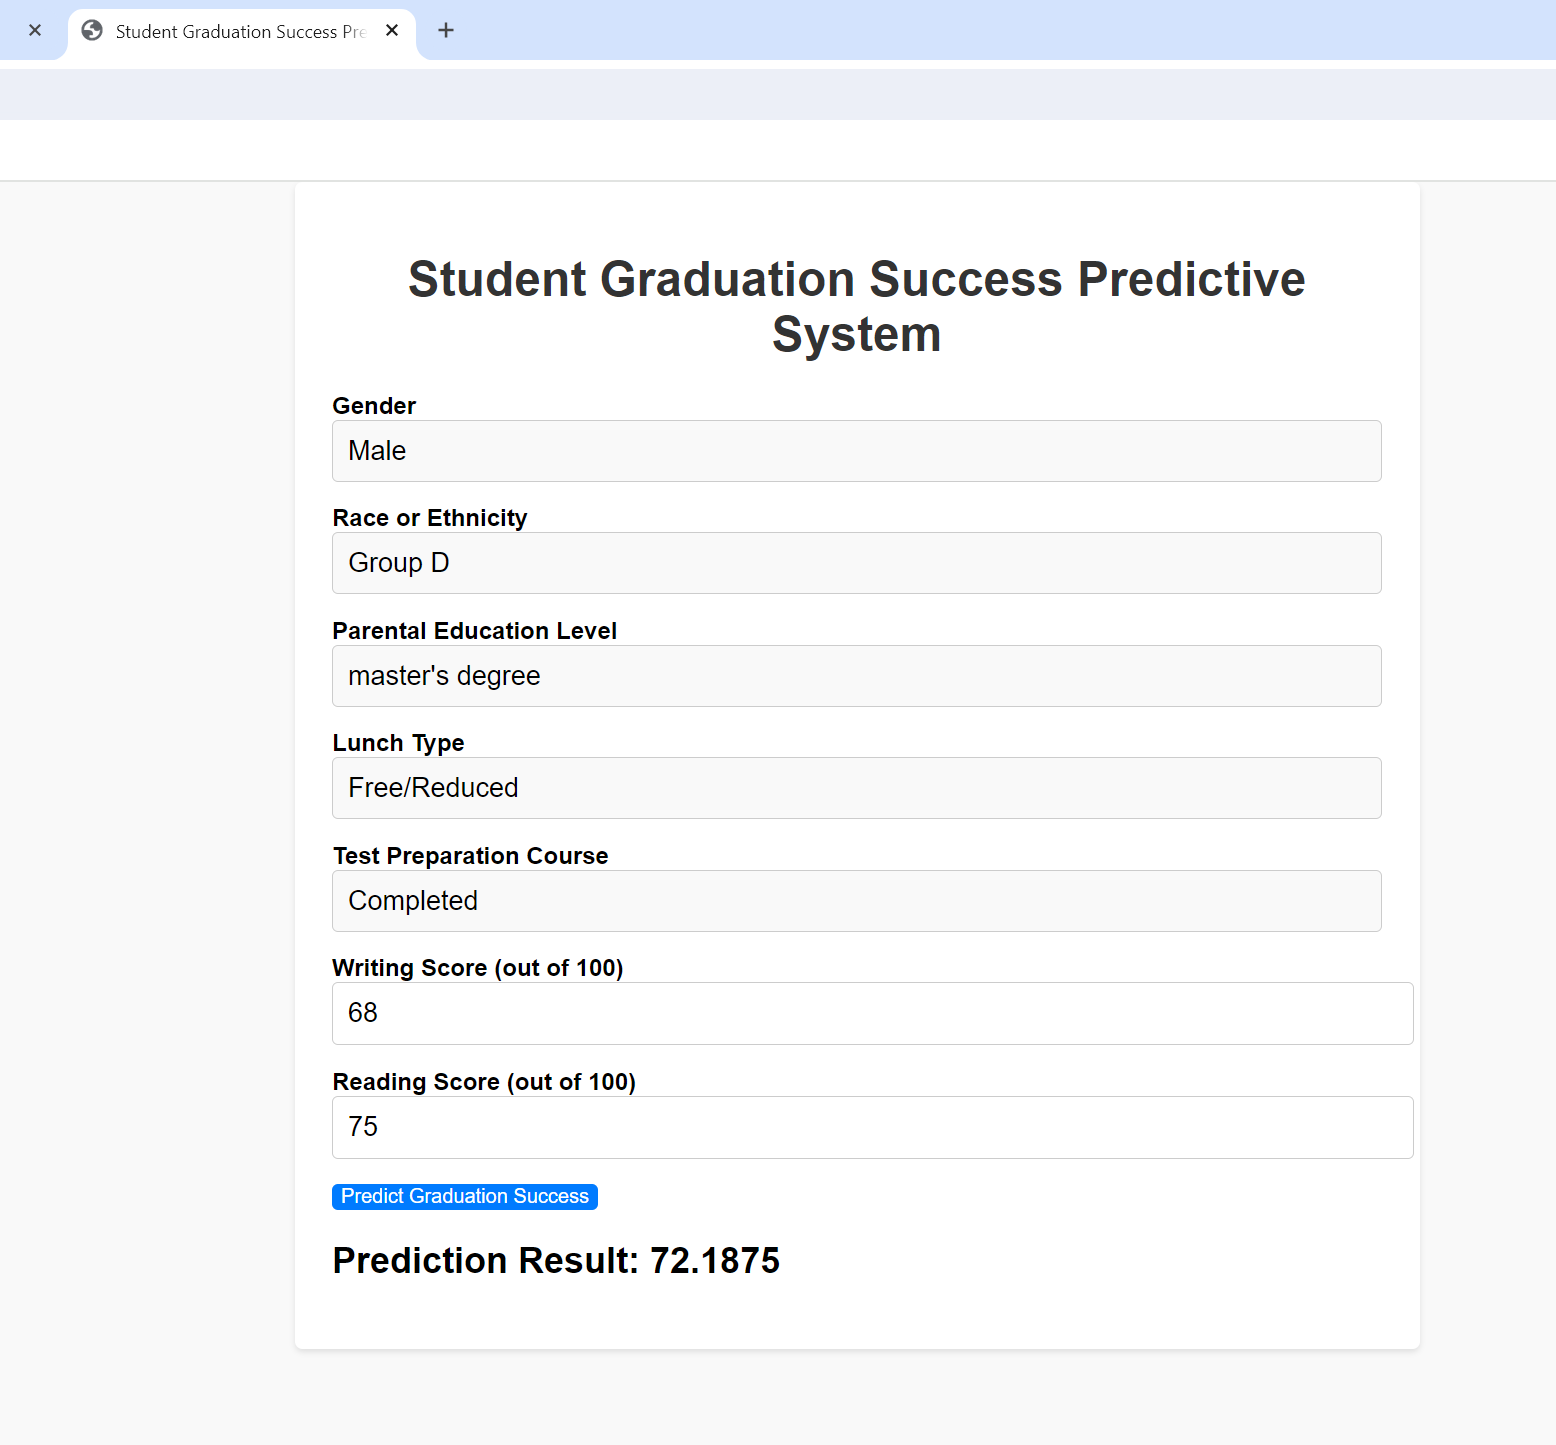 Student Graduation Success Pre
Student Graduation Success Predictive
System
Gender
Male
Race or Ethnicity
Group D
Parental Education Level
master's degree
Lunch Type
Free/Reduced
Test Preparation Course
Completed
Writing Score (out of 100)
68
Reading Score (out of 100)
75
Predict Graduation Success
Prediction Result: 72.1875